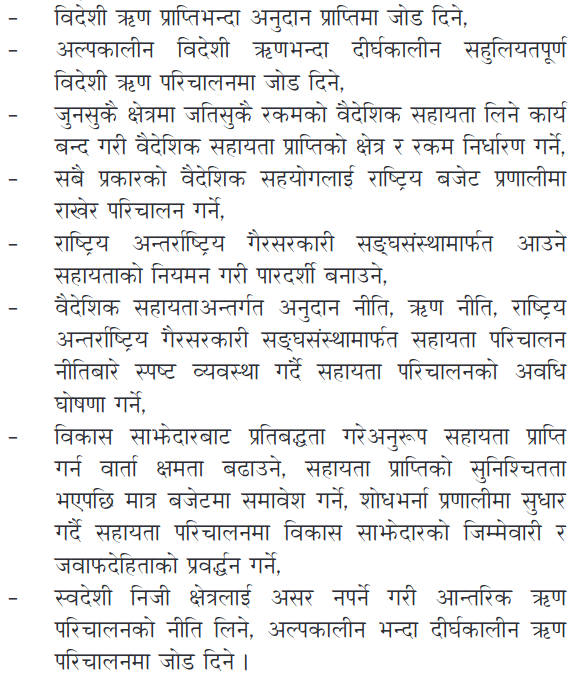 - विदेशी ऋण प्राप्तिभन्दा अनुदान प्राप्तिमा जोड दिने,
- अल्पकालीन विदेशी ऋणभन्दा दीर्घकालीन सहुलियतपूर्ण
विदेशी ऋण परिचालनमा जोड दिने,
- जुनसुकै क्षेत्रमा जतिसुकै रकमको वैदेशिक सहायता लिने कार्य
बन्द गरी वैदेशिक सहायता प्राप्तिको क्षेत्र र रकम निर्धारण गर्ने,
- सबै प्रकारको वैदेशिक सहयोगलाई राष्ट्रिय बजेट प्रणालीमा
राखेर परिचालन गर्ने,
- राष्ट्रिय अन्तर्राष्ट्रिय गैरसरकारी सङ्घसंस्थामार्फत आउने
सहायताको नियमन गरी पारदर्शी बनाउने,
- वैदेशिक सहायताअन्तर्गत अनुदान नीति, ऋण नीति, राष्ट्रिय
अन्तर्राष्ट्रिय गैरसरकारी सङ्घसंस्थामार्फत सहायता परिचालन
नीतिबारे स्पष्ट व्यवस्था गर्दै सहायता परिचालनको अवधि
घोषणा गर्ने,
- विकास साझेदारबाट प्रतिबद्धता गरेअनुरूप सहायता प्राप्ति
गर्न वार्ता क्षमता बढाउने, सहायता प्राप्तिको सुनिश्चितता
भएपछि मात्र बजेटमा समावेश गर्ने, शोधभर्ना प्रणालीमा सुधार
गर्दै सहायता परिचालनमा विकास साझेदारको जिम्मेवारी र
जवाफदेहिताको प्रवर्द्धन गर्ने,
- स्वदेशी निजी क्षेत्रलाई असर नपर्ने गरी आन्तरिक ऋण
परिचालनको नीति लिने, अल्पकालीन भन्दा दीर्घकालीन ऋण
परिचालनमा जोड दिने ।